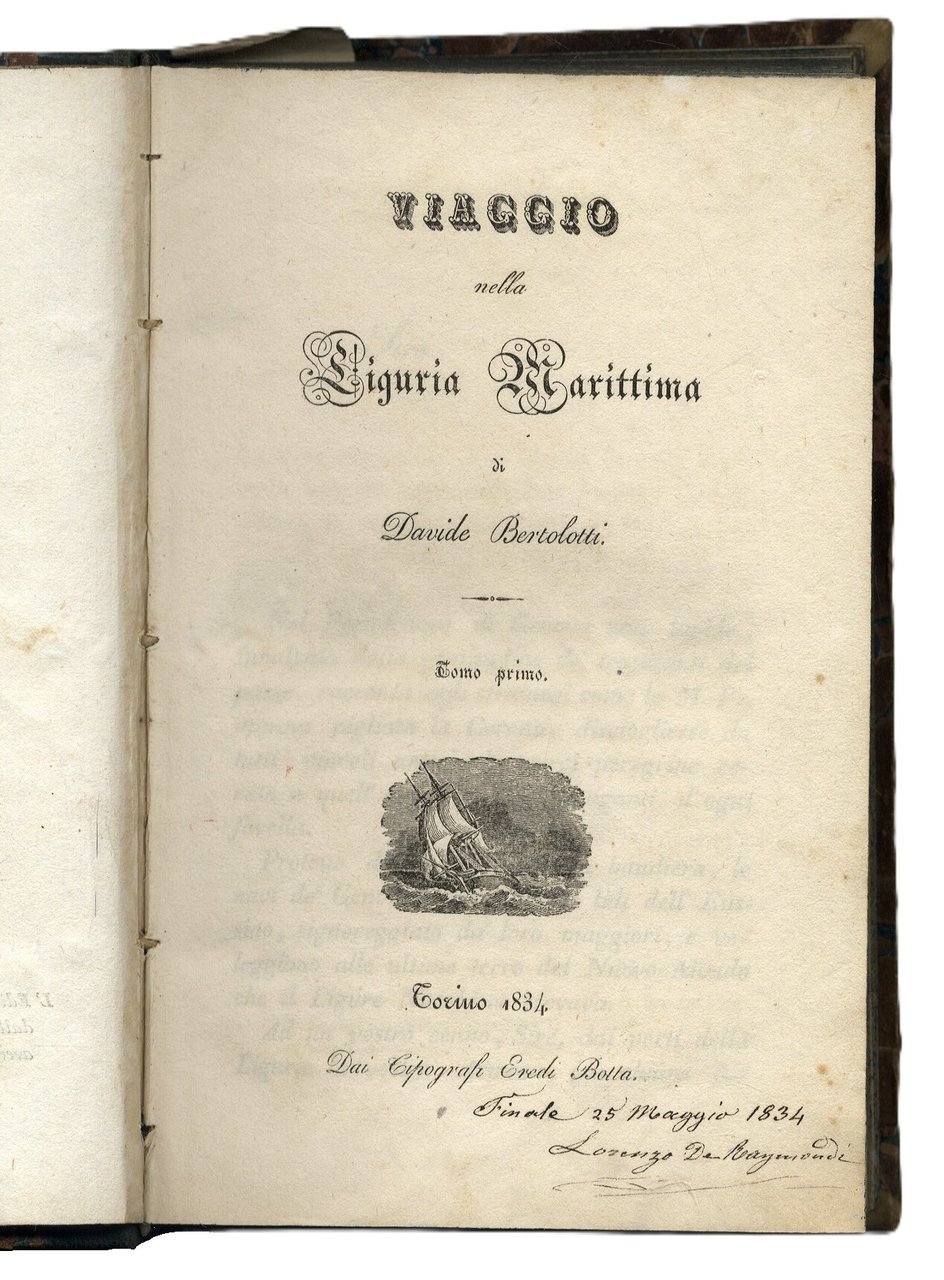 VIAGGIO
nella
Liguria Marittima
di
Davide Bertolotti.
Tomo primo.
Torino 1834
Dai Tipografi Eredi Botta.
Finale 25 Maggio 1834
Lorenzo De Raymondi